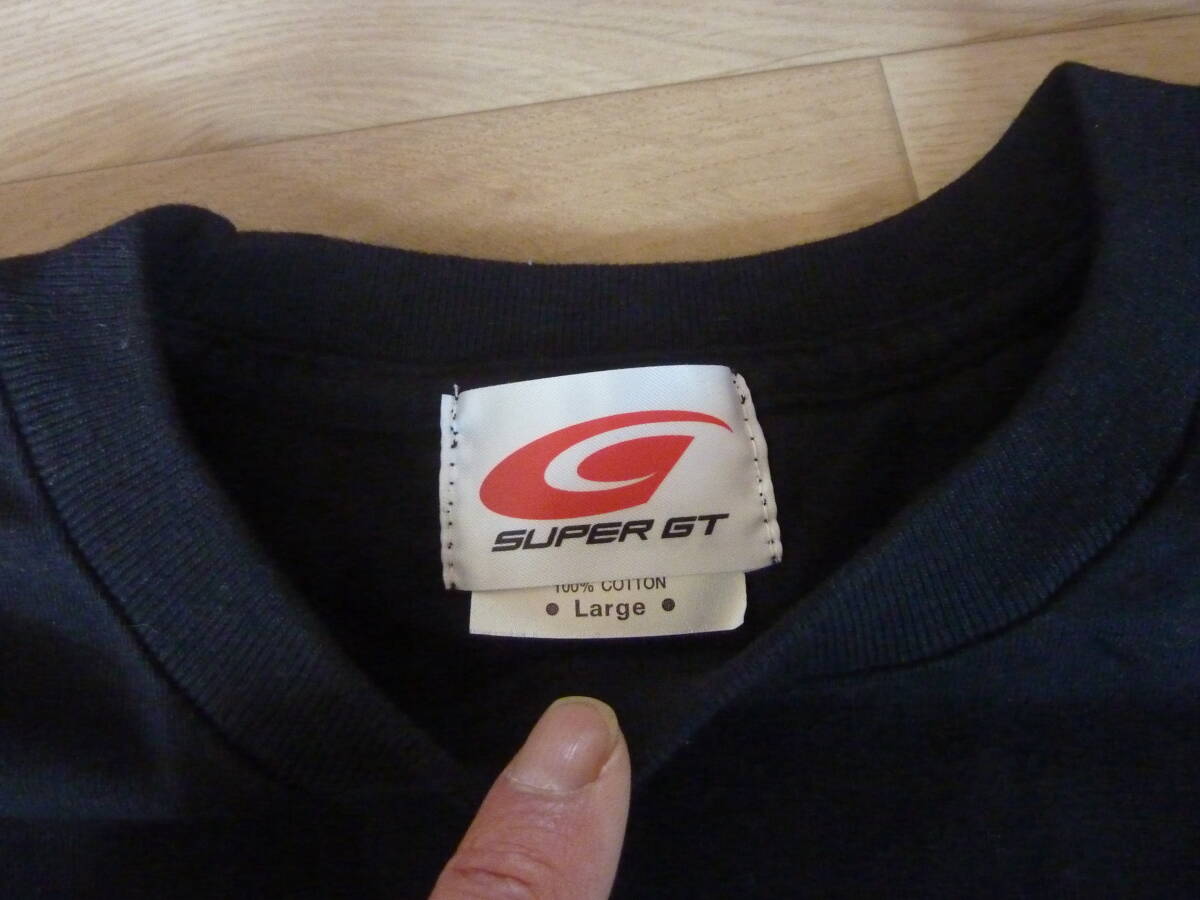 SUPER GT
100% COTTON
• Large •